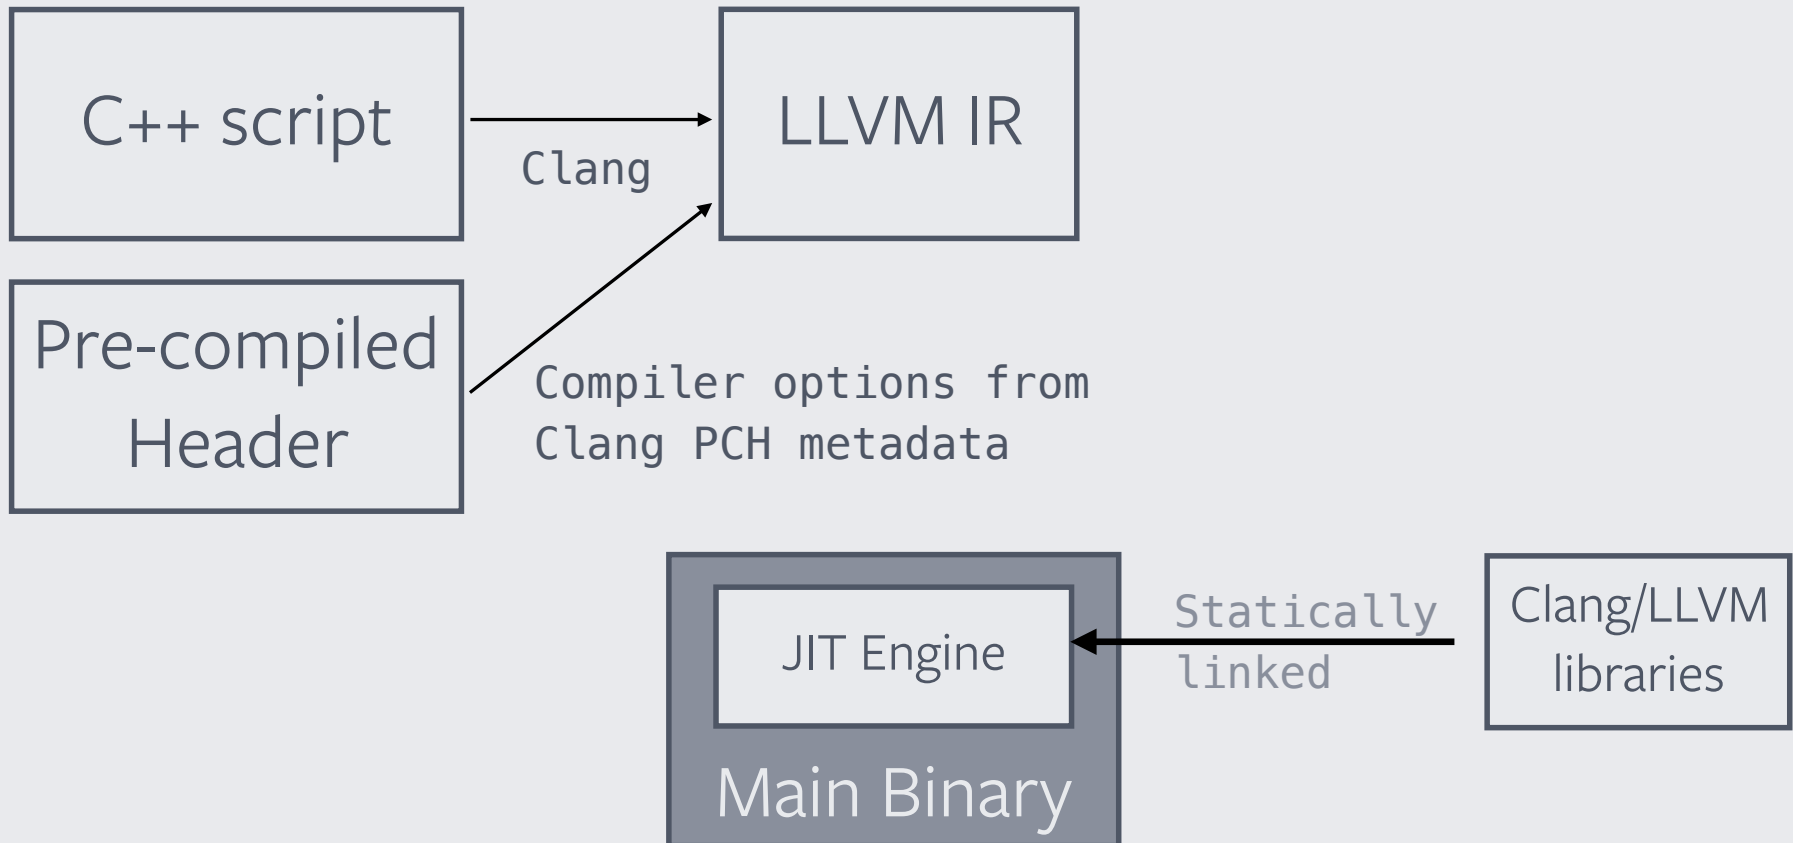 C++ script
Clang
LLVM IR
Pre-compiled
Header
Compiler options from
Clang PCH metadata
JIT Engine
Main Binary
Statically
linked
Clang/LLVM
libraries